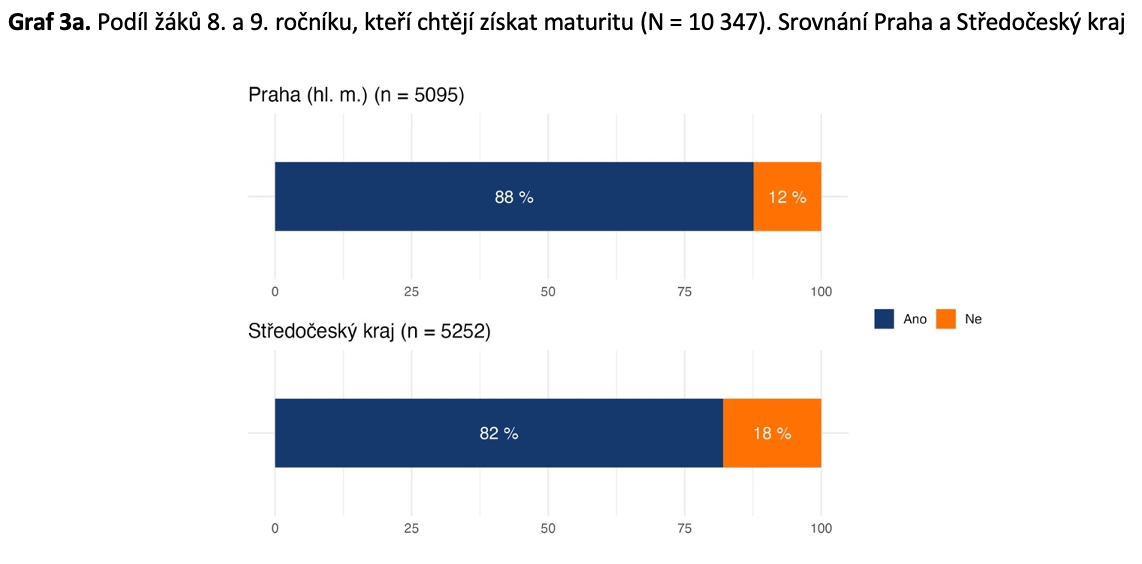 Graf 3a. Podíl žáků 8. a 9. ročníku, kteří chtějí získat maturitu (N = 10 347). Srovnání Praha a Středočeský kraj
Praha (hl. m.) (n = 5095)
88 % 12 %
0 25 50 75 100
Ano Ne
Středočeský kraj (n = 5252)
82 % 18 %
0 25 50 75 100